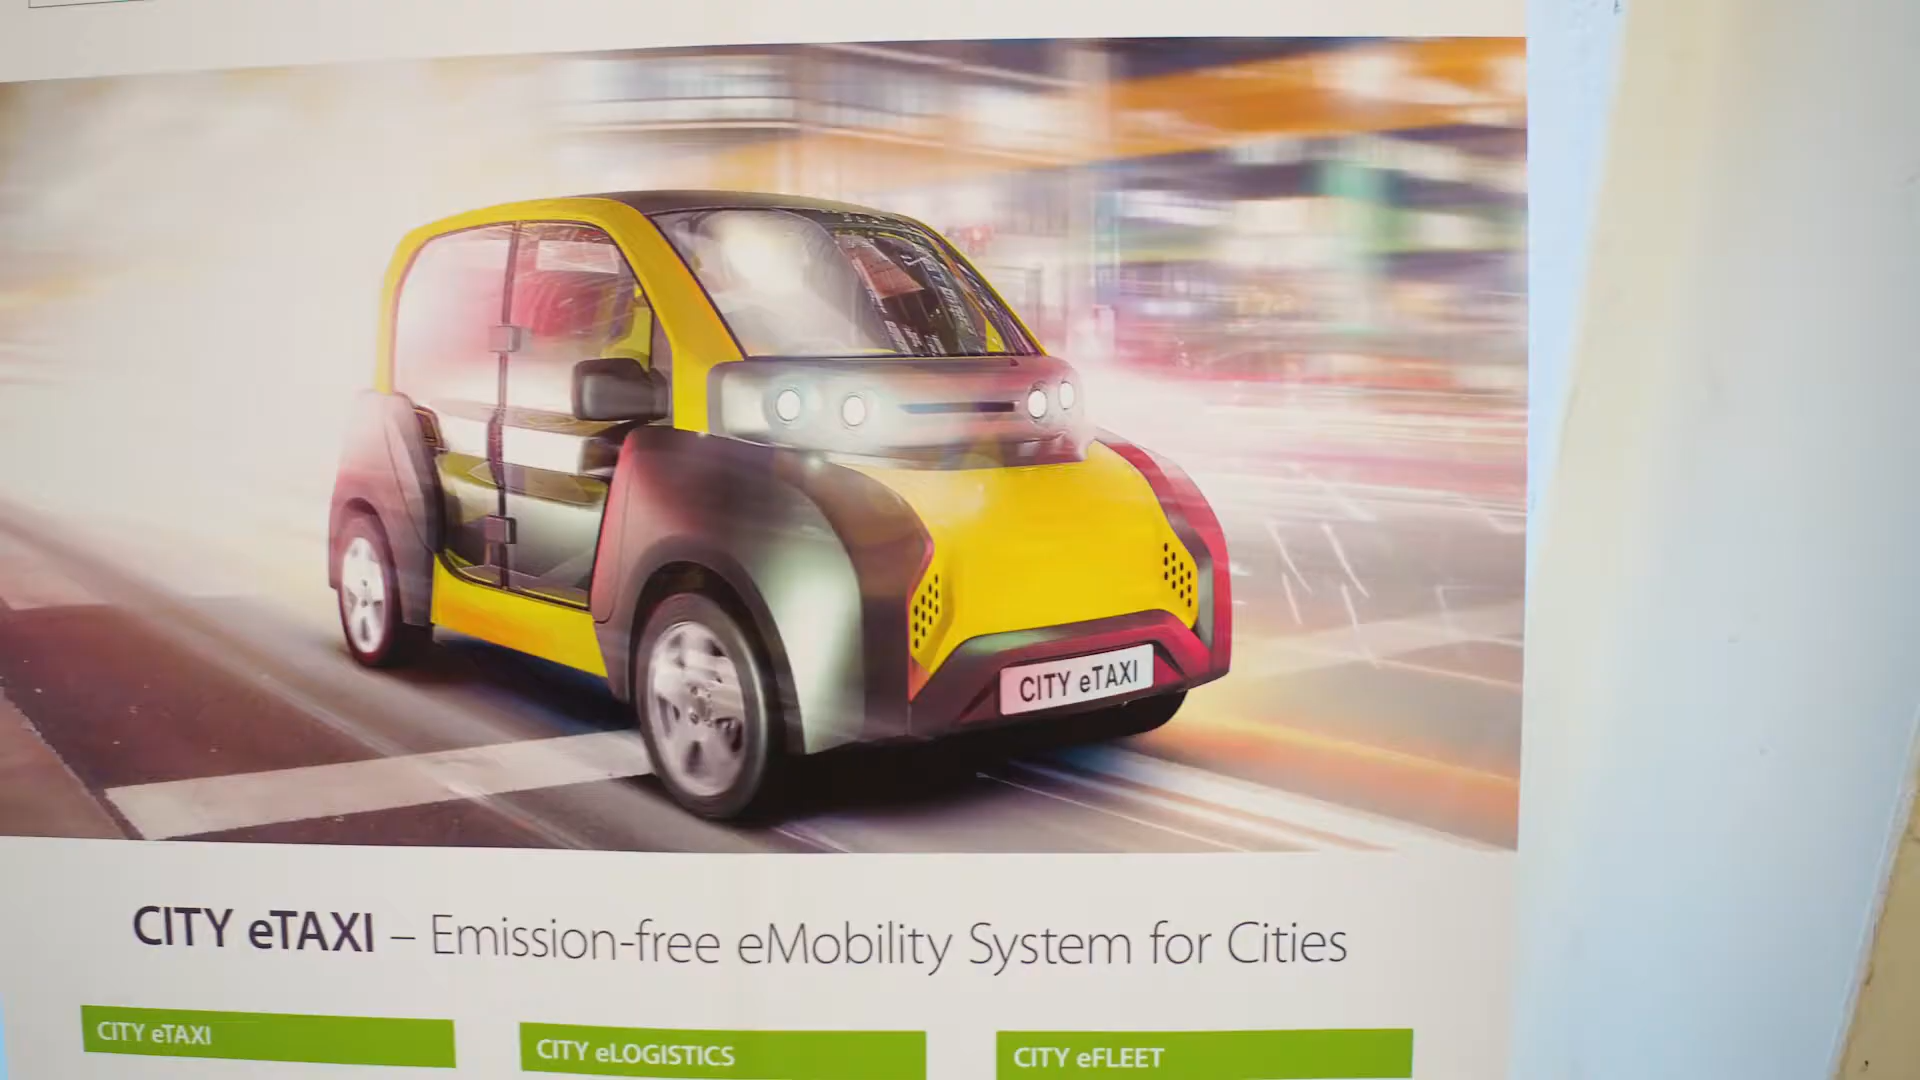 CITY eTAXI
CITY eTAXI – Emission-free eMobility System for Cities
CITY eTAXI
CITY eLOGISTICS
CITY eFLEET